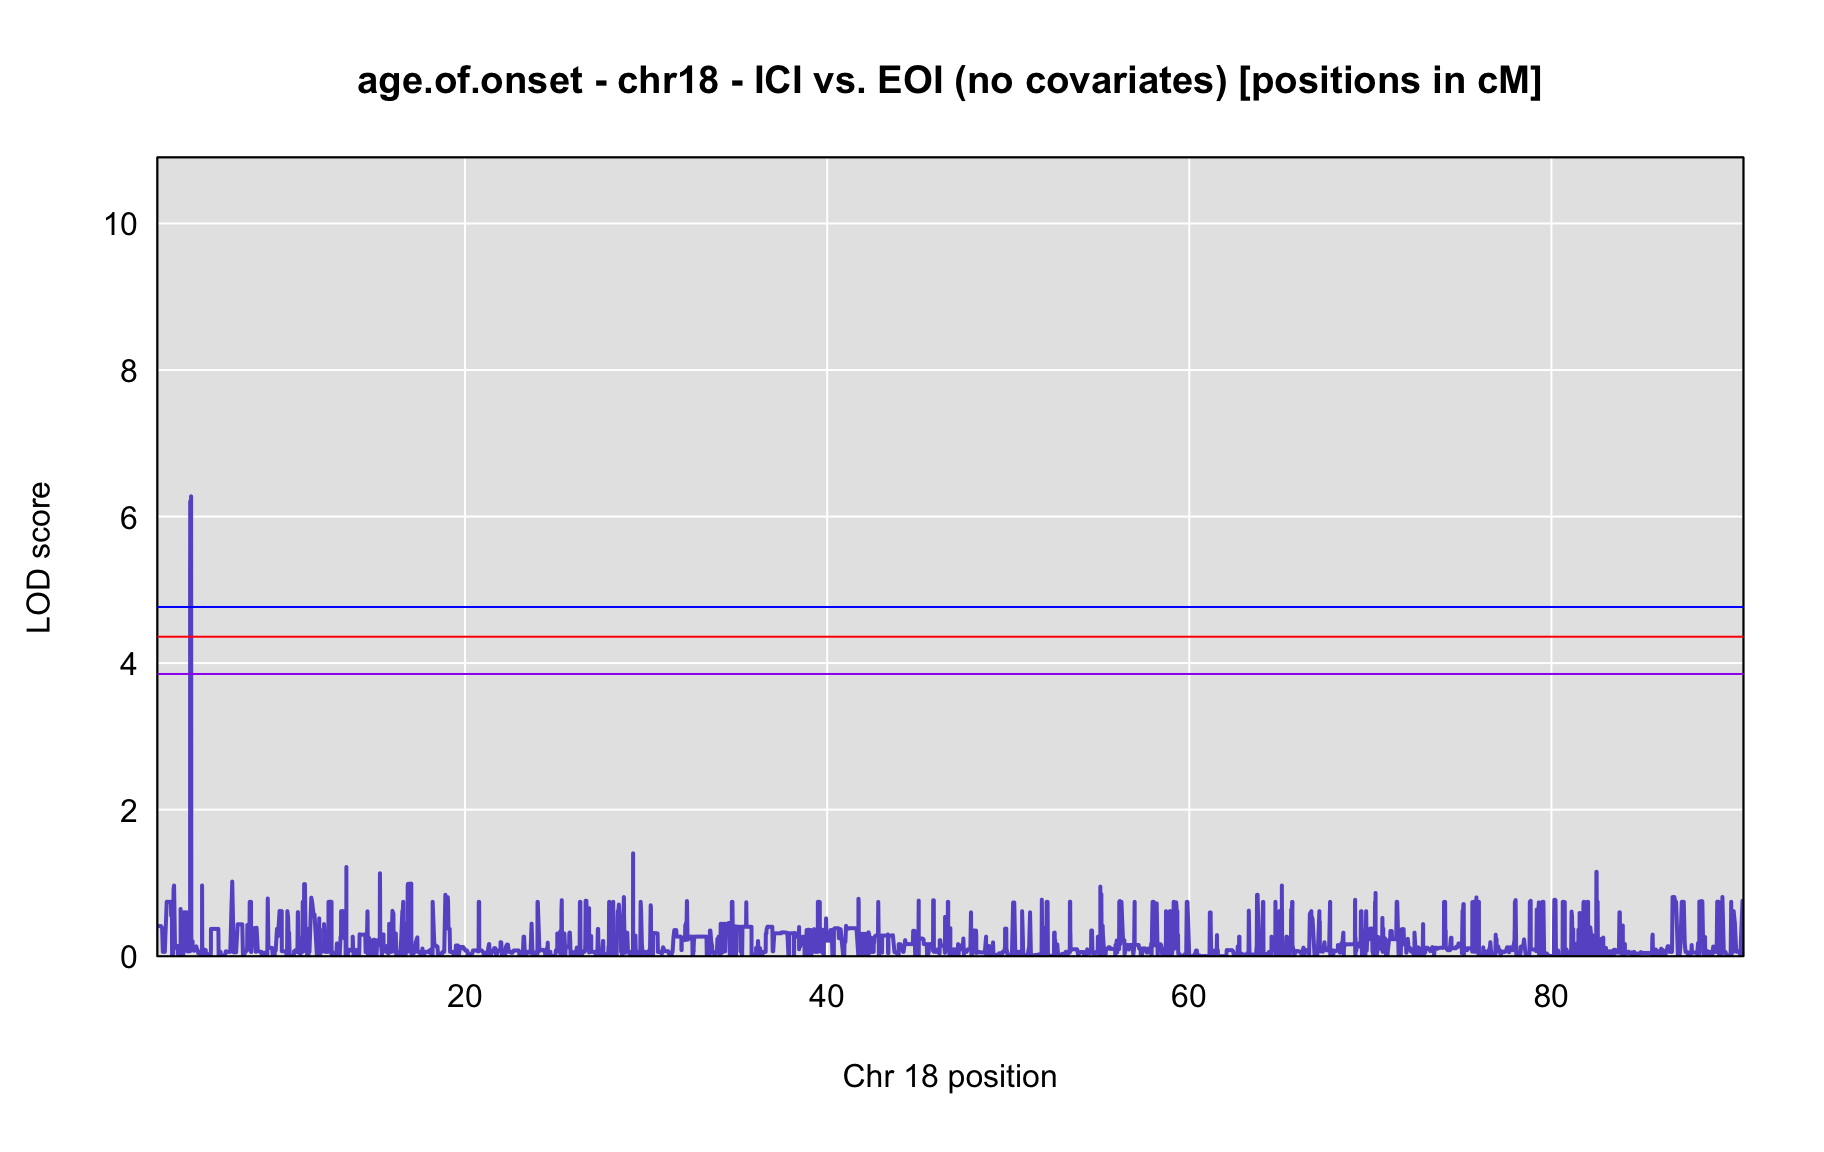 age.of.onset - chr18 - ICI vs. EOI (no covariates) [positions in cM]
10
8
6
4
2
0
LOD score
20 40 60 80
Chr 18 position